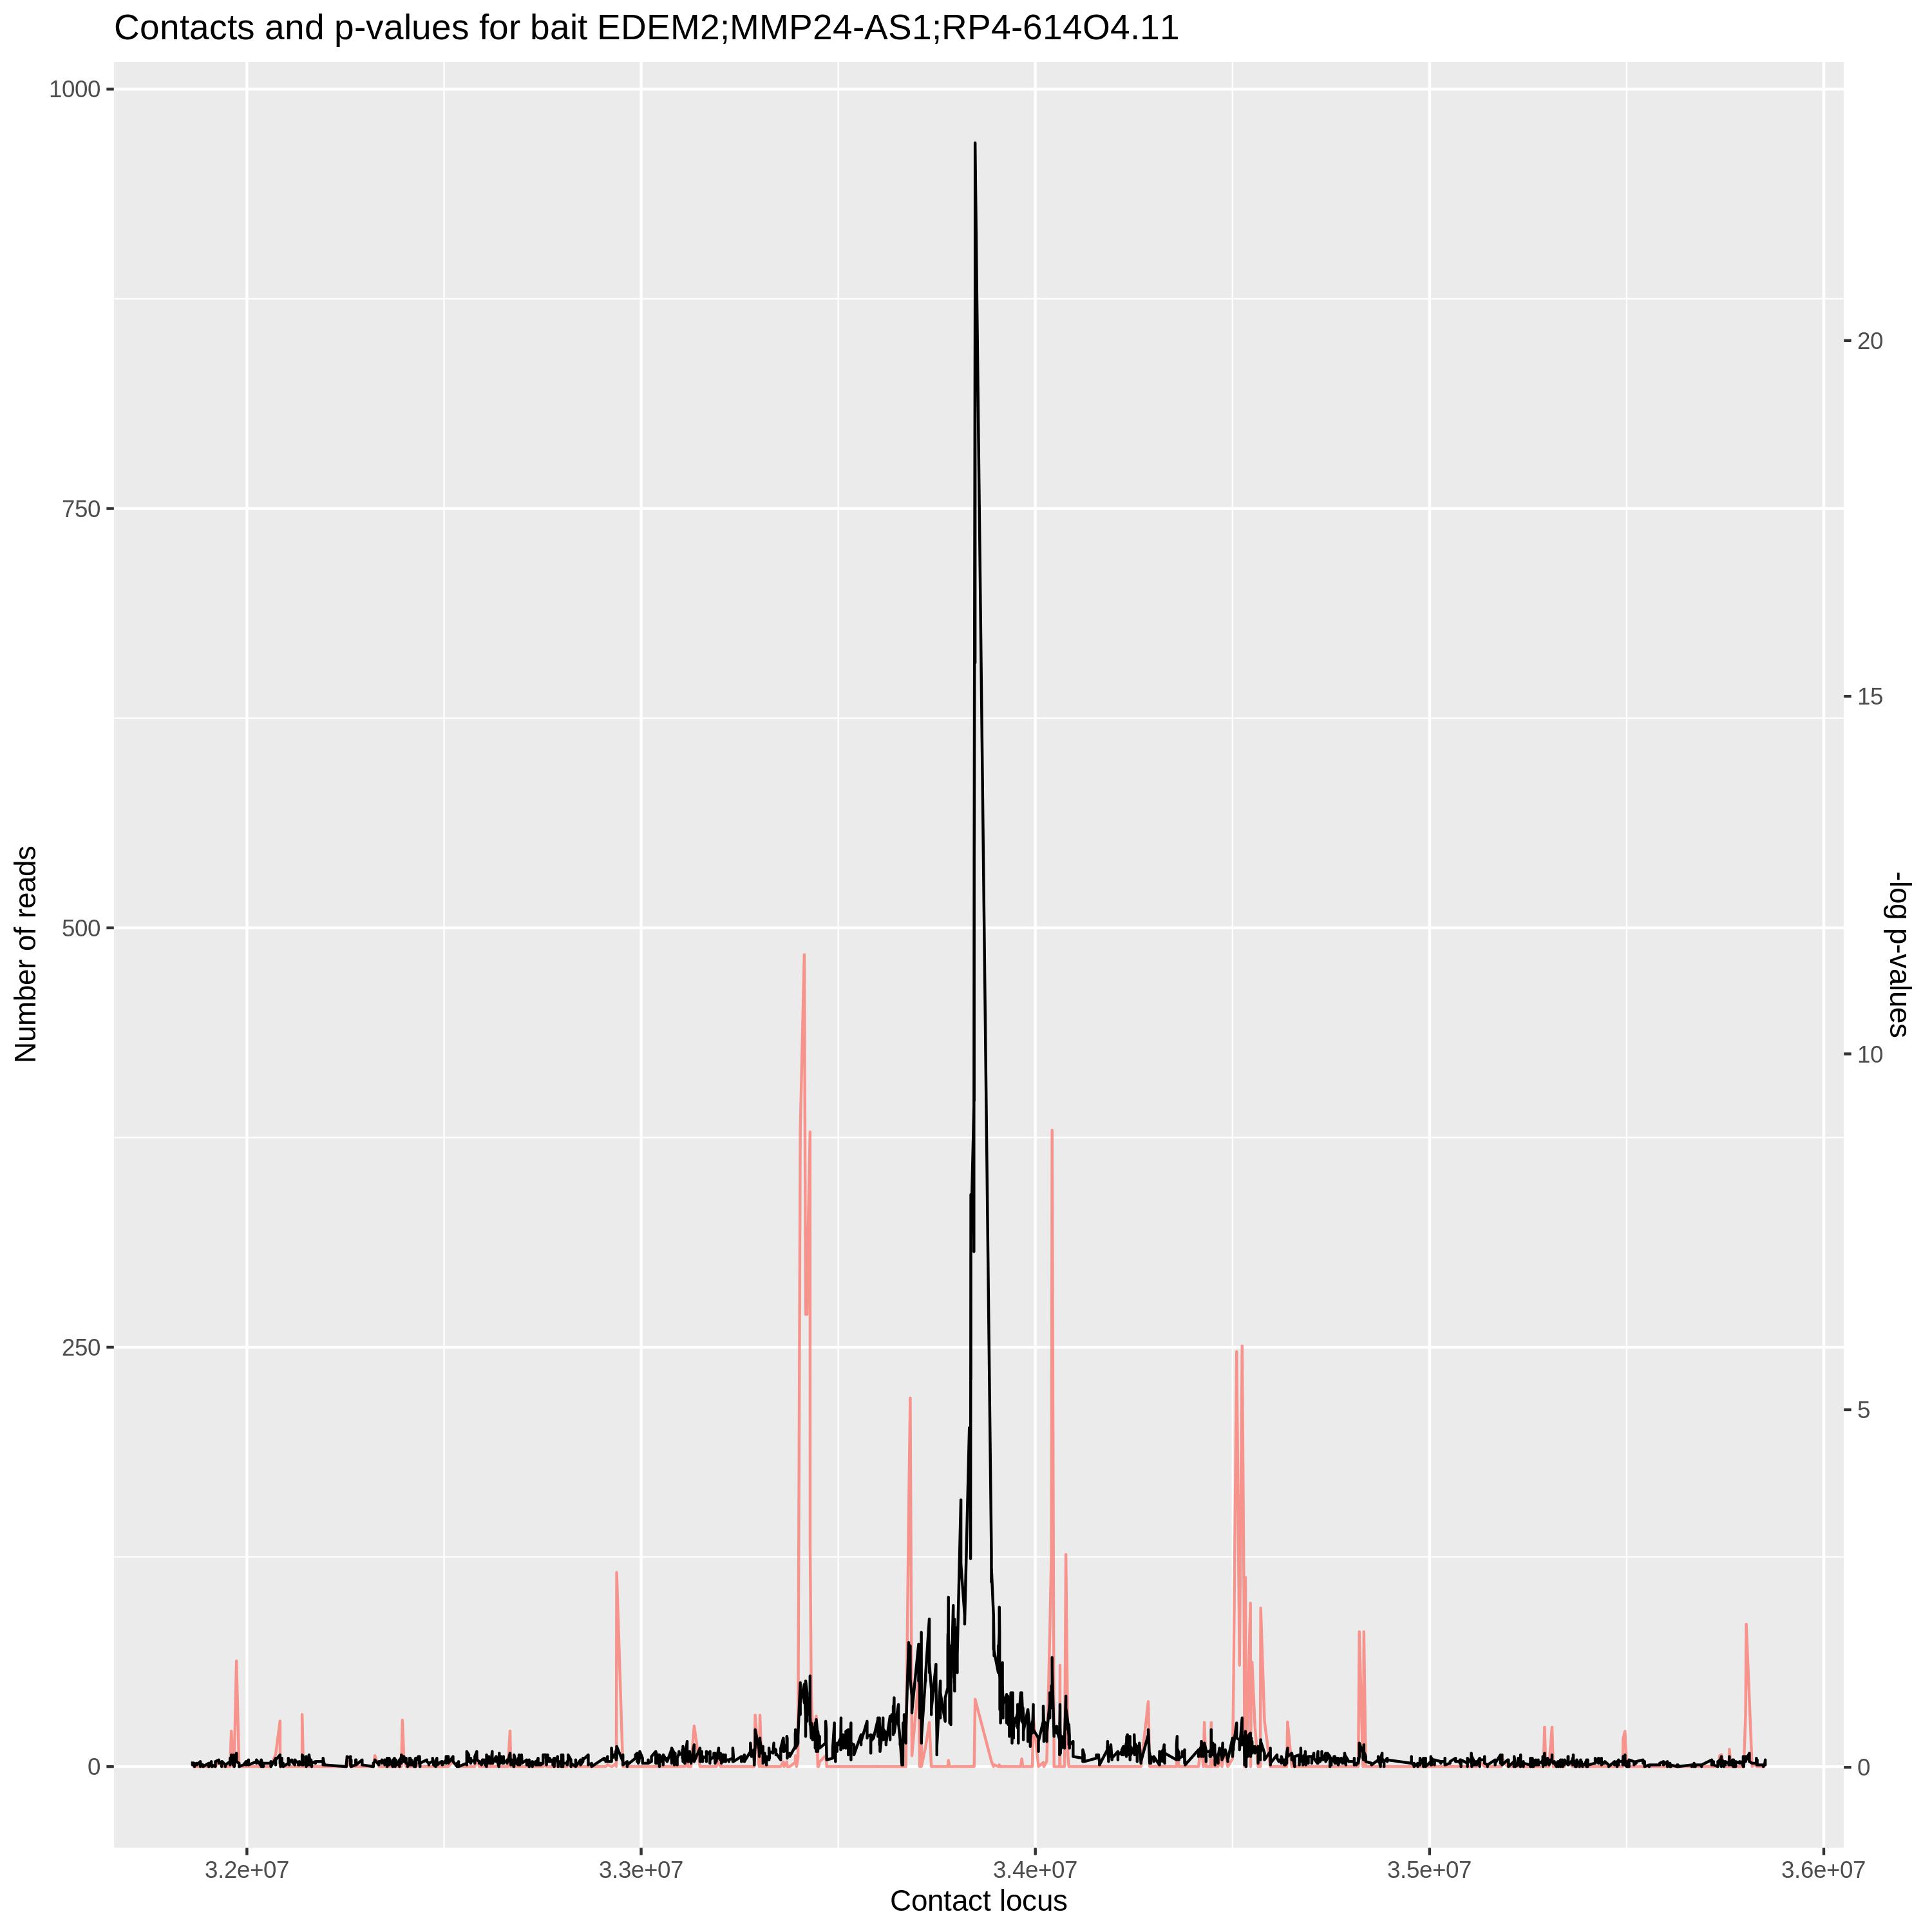 Contacts and p-values for bait EDEM2;MMP24-AS1;RP4-614O4.11
1000
750
500
250
0
Number of reads
20
15
10
5
0
-log p-values
3.2e+07
3.3e+07
3.4e+07
3.5e+07
3.6e+07
Contact locus